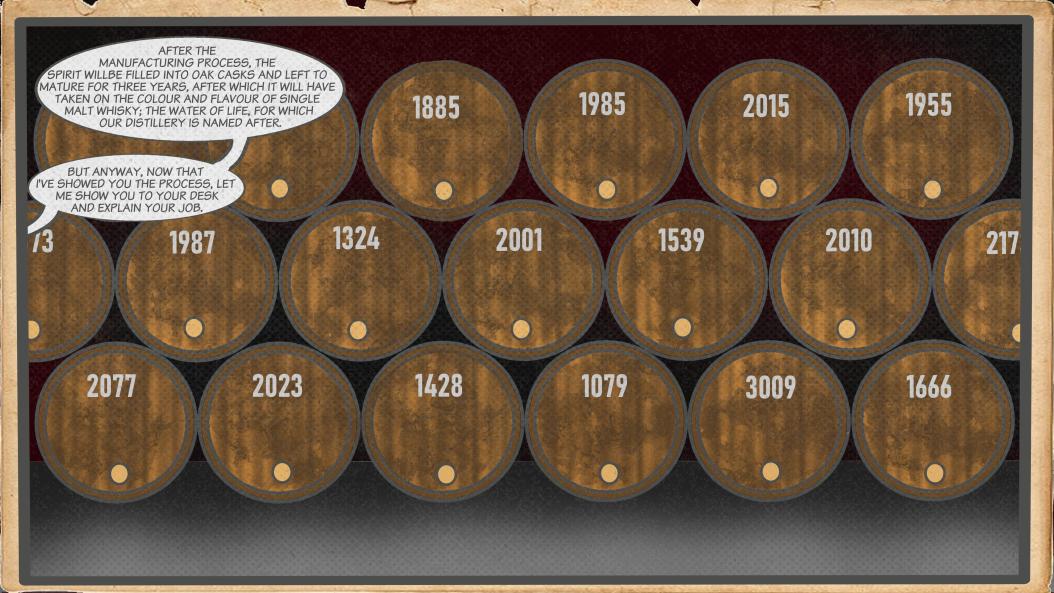 AFTER THE
MANUFACTURING PROCESS, THE
SPIRIT WILLBE FILLED INTO OAK CASKS AND LEFT TO
MATURE FOR THREE YEARS, AFTER WHICH IT WILL HAVE
TAKEN ON THE COLOUR AND FLAVOUR OF SINGLE
MALT WHISKY; THE WATER OF LIFE, FOR WHICH
OUR DISTILLERY IS NAMED AFTER.
BUT ANYWAY, NOW THAT
I'VE SHOWED YOU THE PROCESS, LET
ME SHOW YOU TO YOUR DESK
AND EXPLAIN YOUR JOB.
1885 1985 2015 1955
73 1987 1324 2001 1539 2010 217
2077 2023 1428 1079 3009 1666